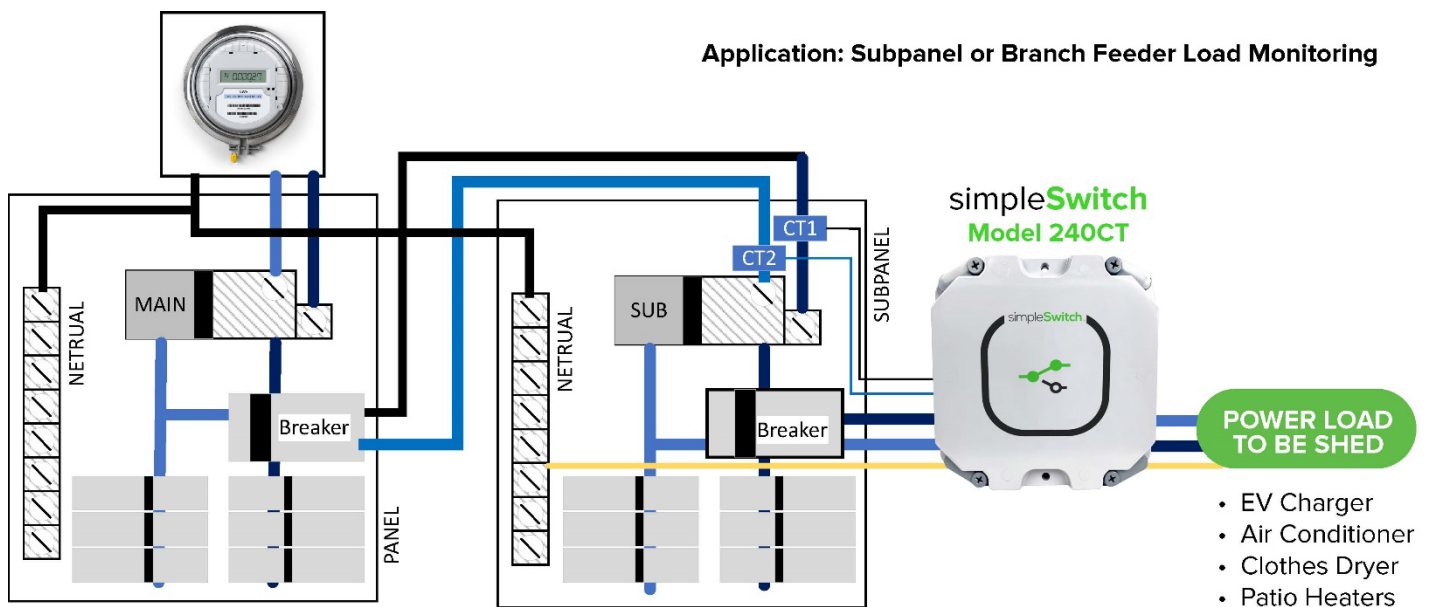 Application: Subpanel or Branch Feeder Load Monitoring
MAIN
NETRUAL
Breaker
PANEL
CT1
CT2
SUB
NETRUAL
Breaker
SUBPANEL
simpleSwitch
Model 240CT
simpleSwitch
POWER LOAD
TO BE SHED
• EV Charger
• Air Conditioner
• Clothes Dryer
• Patio Heaters